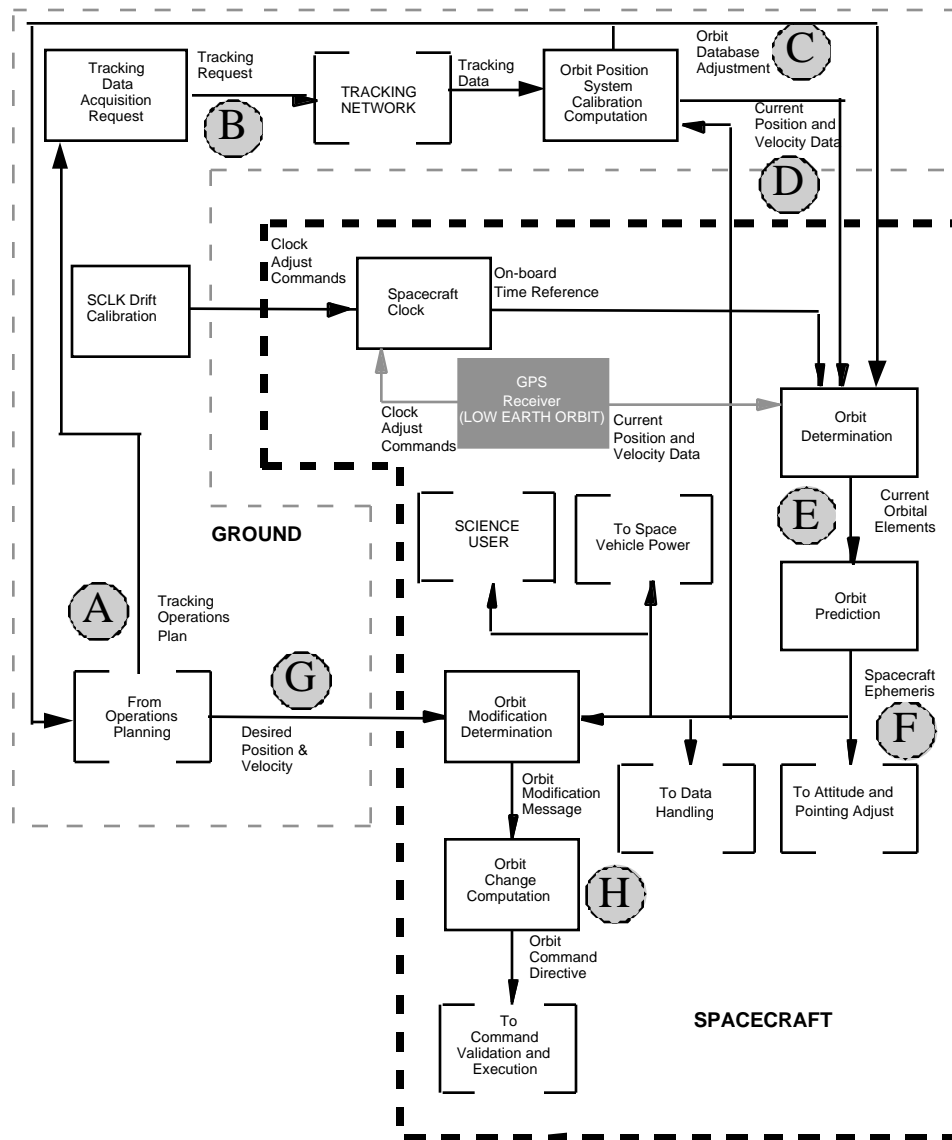 Tracking
Data
Acquisition
Request
Tracking
Request
B
TRACKING
NETWORK
Tracking
Data
Orbit Position
System
Calibration
Computation
Orbit
Database
Adjustment
C
Current
Position and
Velocity Data
D
Clock
Adjust
Commands
SCLK Drift
Calibration
Spacecraft
Clock
On-board
Time Reference
GPS
Receiver
(LOW EARTH ORBIT)
Clock
Adjust
Commands
Current
Position and
Velocity Data
Orbit
Determination
E
Current
Orbital
Elements
GROUND
SCIENCE
USER
To Space
Vehicle Power
Orbit
Prediction
A
Tracking
Operations
Plan
G
From
Operations
Planning
Desired
Position &
Velocity
Orbit
Modification
Determination
Spacecraft
Ephemeris
F
Orbit
Modification
Message
To Data
Handling
To Attitude and
Pointing Adjust
Orbit
Change
Computation
H
Orbit
Command
Directive
To
Command
Validation and
Execution
SPACECRAFT